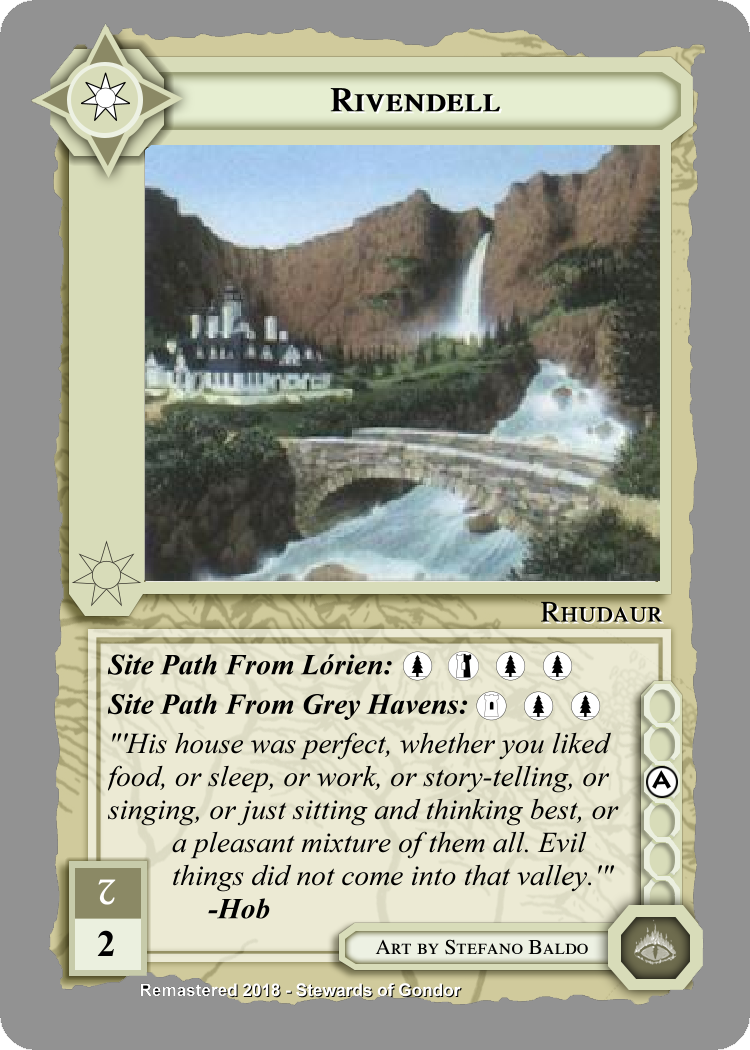 Rivendell
Rhudaur
Site Path From Lórien:
Site Path From Grey Havens:
"'His house was perfect, whether you liked
food, or sleep, or work, or story-telling, or
singing, or just sitting and thinking best, or
a pleasant mixture of them all. Evil
things did not come into that valley.'"
-Hob
A
2
Art by Stefano Baldo
Remastered 2018 - Stewards of Gondor